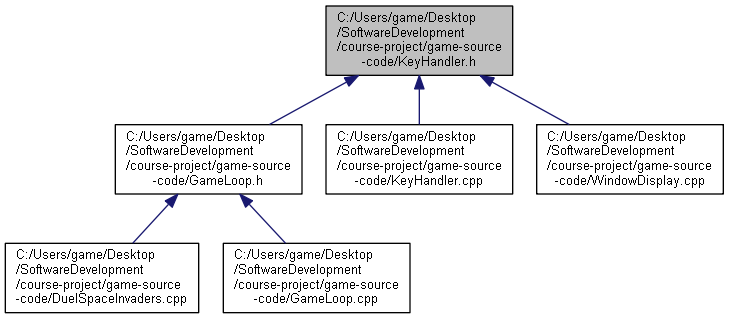 C:/Users/game/Desktop
/SoftwareDevelopment
/course-project/game-source
-code/KeyHandler.h
C:/Users/game/Desktop
/SoftwareDevelopment
/course-project/game-source
-code/GameLoop.h
C:/Users/game/Desktop
/SoftwareDevelopment
/course-project/game-source
-code/KeyHandler.cpp
C:/Users/game/Desktop
/SoftwareDevelopment
/course-project/game-source
-code/WindowDisplay.cpp
C:/Users/game/Desktop
/SoftwareDevelopment
/course-project/game-source
-code/DuelSpaceInvaders.cpp
C:/Users/game/Desktop
/SoftwareDevelopment
/course-project/game-source
-code/GameLoop.cpp